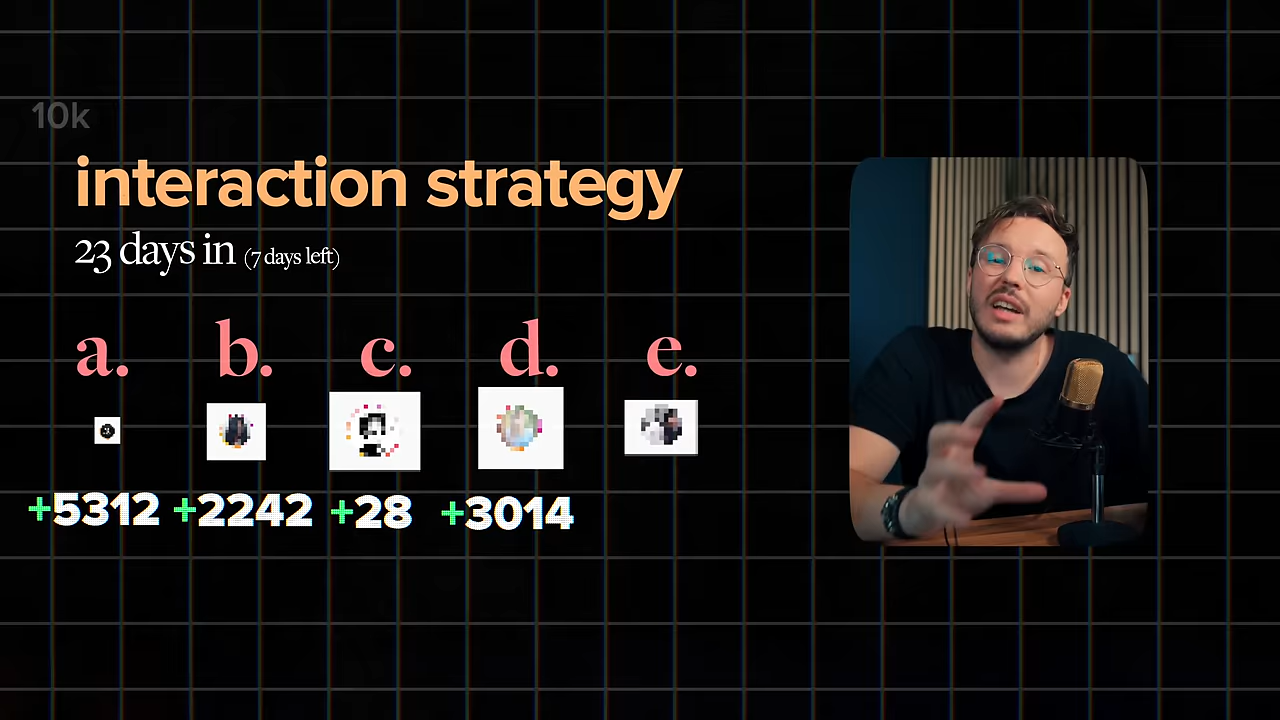 10k
interaction strategy
23 days in (7 days left)
a. b. c. d. e.
+5312 +2242 +28 +3014